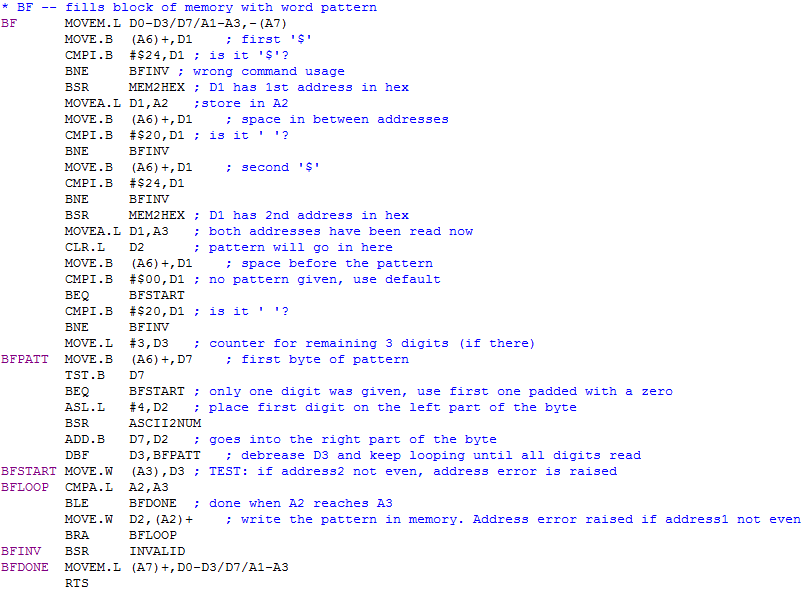 * BF -- fills block of memory with word pattern
BF      MOVEM.L D0-D3/D7/A1-A3,-(A7)
        MOVE.B  (A6)+,D1    ; first '$'
        CMPI.B  #$24,D1 ; is it '$'?
        BNE     BFINV ; wrong command usage
        BSR     MEM2HEX ; D1 has 1st address in hex
        MOVEA.L D1,A2   ;store in A2
        MOVE.B  (A6)+,D1    ; space in between addresses
        CMPI.B  #$20,D1 ; is it ' '?
        BNE     BFINV
        MOVE.B  (A6)+,D1    ; second '$'
        CMPI.B  #$24,D1
        BNE     BFINV
        BSR     MEM2HEX ; D1 has 2nd address in hex
        MOVEA.L D1,A3   ; both addresses have been read now
        CLR.L   D2      ; pattern will go in here
        MOVE.B  (A6)+,D1    ; space before the pattern
        CMPI.B  #$00,D1 ; no pattern given, use default
        BEQ     BFSTART
        CMPI.B  #$20,D1 ; is it ' '?
        BNE     BFINV
        MOVE.L  #3,D3   ; counter for remaining 3 digits (if there)
BFPATT  MOVE.B  (A6)+,D7    ; first byte of pattern
        TST.B   D7
        BEQ     BFSTART ; only one digit was given, use first one padded with a zero
        ASL.L   #4,D2   ; place first digit on the left part of the byte
        BSR     ASCII2NUM
        ADD.B   D7,D2   ; goes into the right part of the byte
        DBF     D3,BFPATT   ; debrease D3 and keep looping until all digits read
BFSTART MOVE.W  (A3),D3 ; TEST: if address2 not even, address error is raised
BFLOOP  CMPA.L  A2,A3
        BLE     BFDONE  ; done when A2 reaches A3
        MOVE.W  D2,(A2)+    ; write the pattern in memory. Address error raised if address1 not even
        BRA     BFLOOP
BFINV   BSR     INVALID
BFDONE  MOVEM.L (A7)+,D0-D3/D7/A1-A3
        RTS